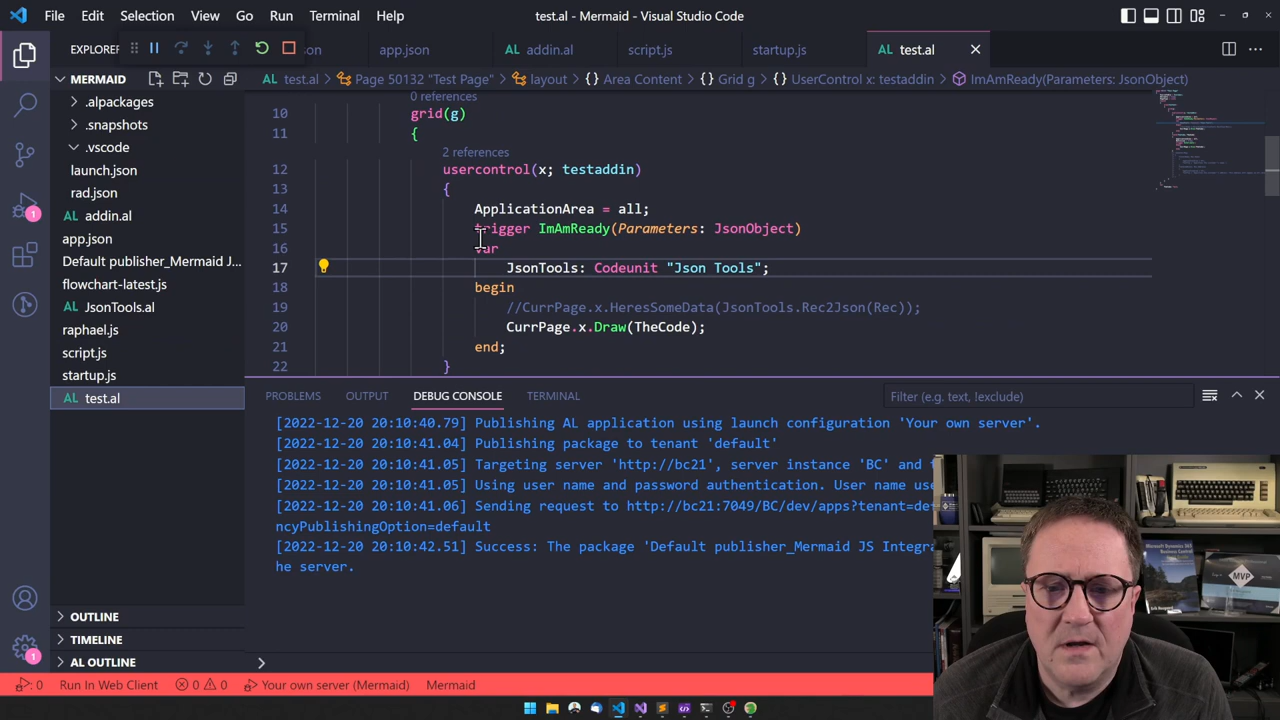 File Edit Selection View Go Run Terminal Help test.al - Mermaid - Visual Studio Code
EXPLORER on app.json addin.al script.js startup.js AL test.al
MERMAID test.al > Page 50132 "Test Page" > layout > {} Area Content > {} Grid g > {} UserControl x: testaddin > ImAmReady(Parameters: JsonObject)
.alpackages
.snapshots
.vscode
launch.json
rad.json
AL addin.al
app.json
Default publisher_Mermaid J...
flowchart-latest.js
AL JsonTools.al
raphael.js
script.js
startup.js
AL test.al
0 references
10 grid(g)
11 {
2 references
12 usercontrol(x; testaddin)
13 {
14 ApplicationArea = all;
15 trigger ImAmReady(Parameters: JsonObject)
16 var
17 JsonTools: Codeunit "Json Tools";
18 begin
19 //CurrPage.x.HeresSomeData(JsonTools.Rec2Json(Rec));
20 CurrPage.x.Draw(TheCode);
21 end;
22 }
PROBLEMS OUTPUT DEBUG CONSOLE TERMINAL Filter (e.g. text, !exclude)
[2022-12-20 20:10:40.79] Publishing AL application using launch configuration 'Your own server'.
[2022-12-20 20:10:41.04] Publishing package to tenant 'default'
[2022-12-20 20:10:41.05] Targeting server 'http://bc21', server instance 'BC' and t
[2022-12-20 20:10:41.05] Using user name and password authentication. User name use
[2022-12-20 20:10:41.06] Sending request to http://bc21:7049/BC/dev/apps?tenant=de
ncyPublishingOption=default
[2022-12-20 20:10:42.51] Success: The package 'Default publisher_Mermaid JS Integra
he server.
OUTLINE
TIMELINE
AL OUTLINE
0 Run In Web Client 0 0 Your own server (Mermaid) Mermaid
MVP